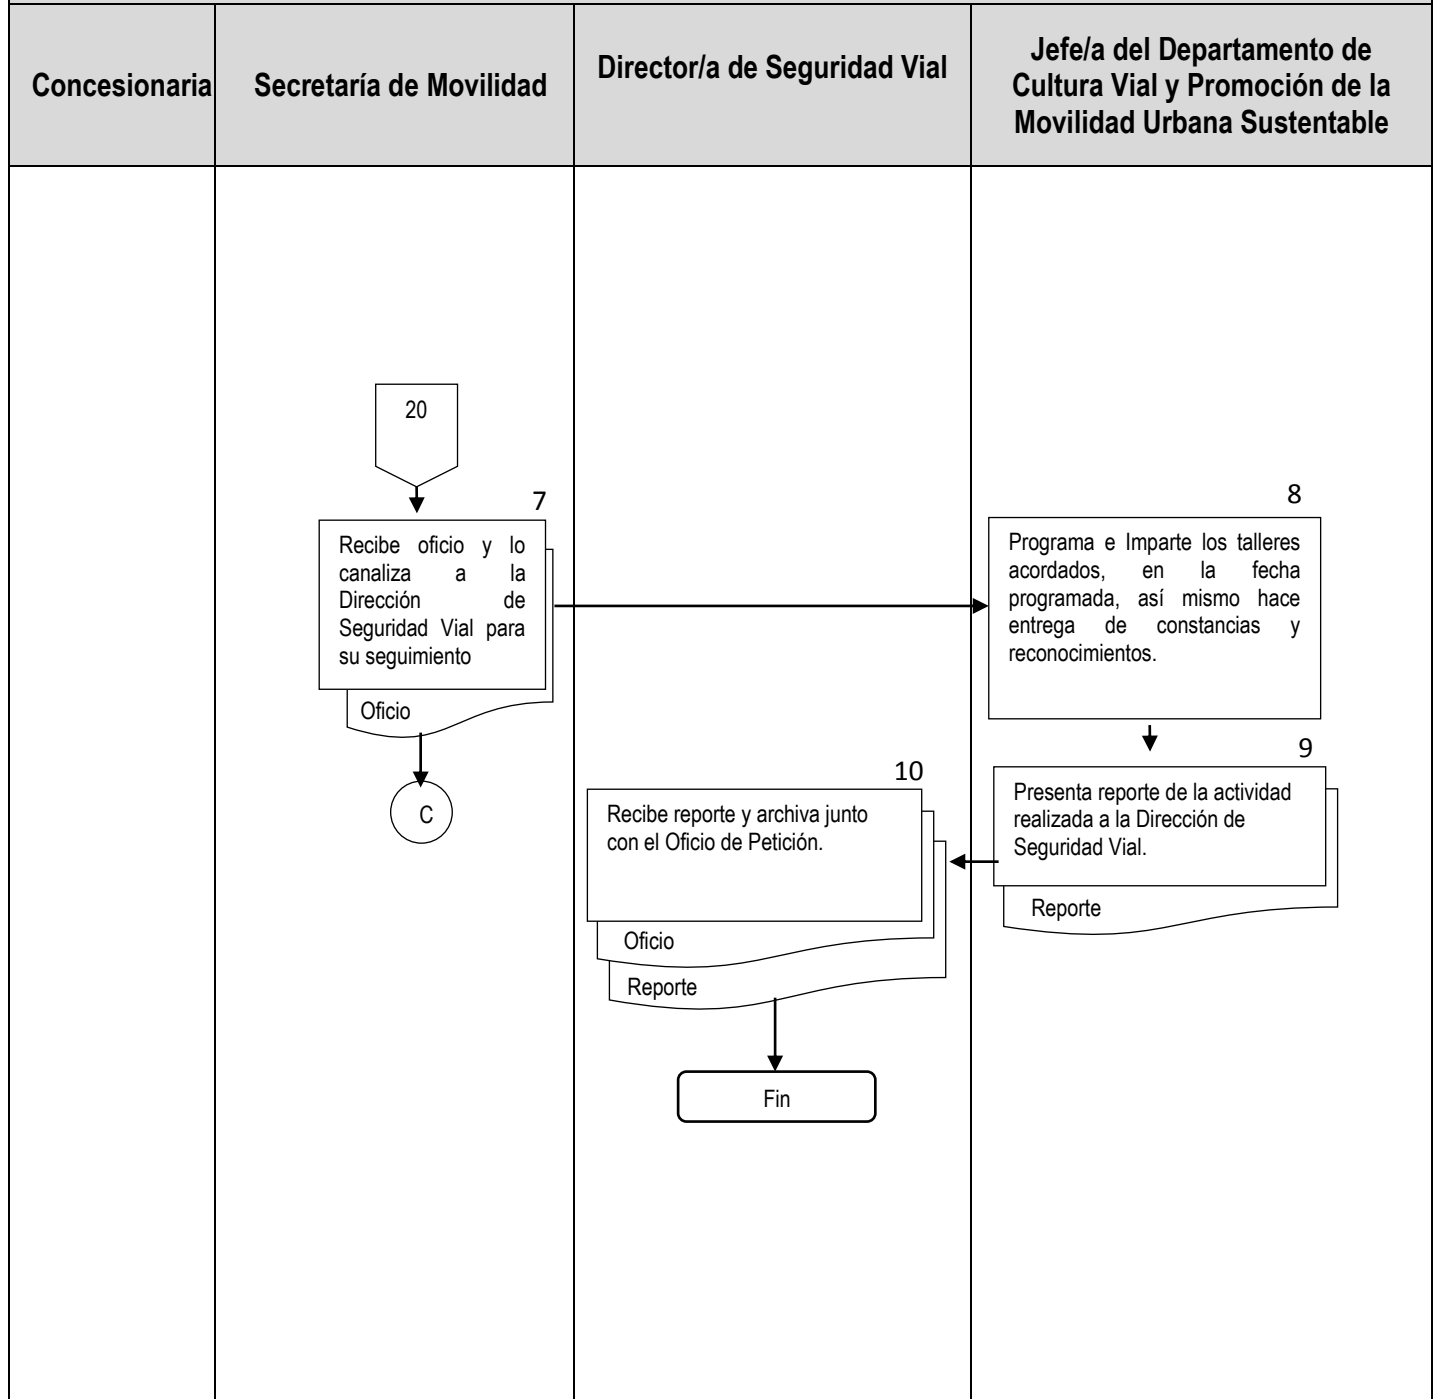 Concesionaria
Secretaría de Movilidad
Director/a de Seguridad Vial
Jefe/a del Departamento de
Cultura Vial y Promoción de la
Movilidad Urbana Sustentable
20
7
Recibe oficio y lo
canaliza a la
Dirección de
Seguridad Vial para
su seguimiento
Oficio
C
8
Programa e Imparte los talleres
acordados, en la fecha
programada, así mismo hace
entrega de constancias y
reconocimientos.
9
Presenta reporte de la actividad
realizada a la Dirección de
Seguridad Vial.
Reporte
10
Recibe reporte y archiva junto
con el Oficio de Petición.
Oficio
Reporte
Fin